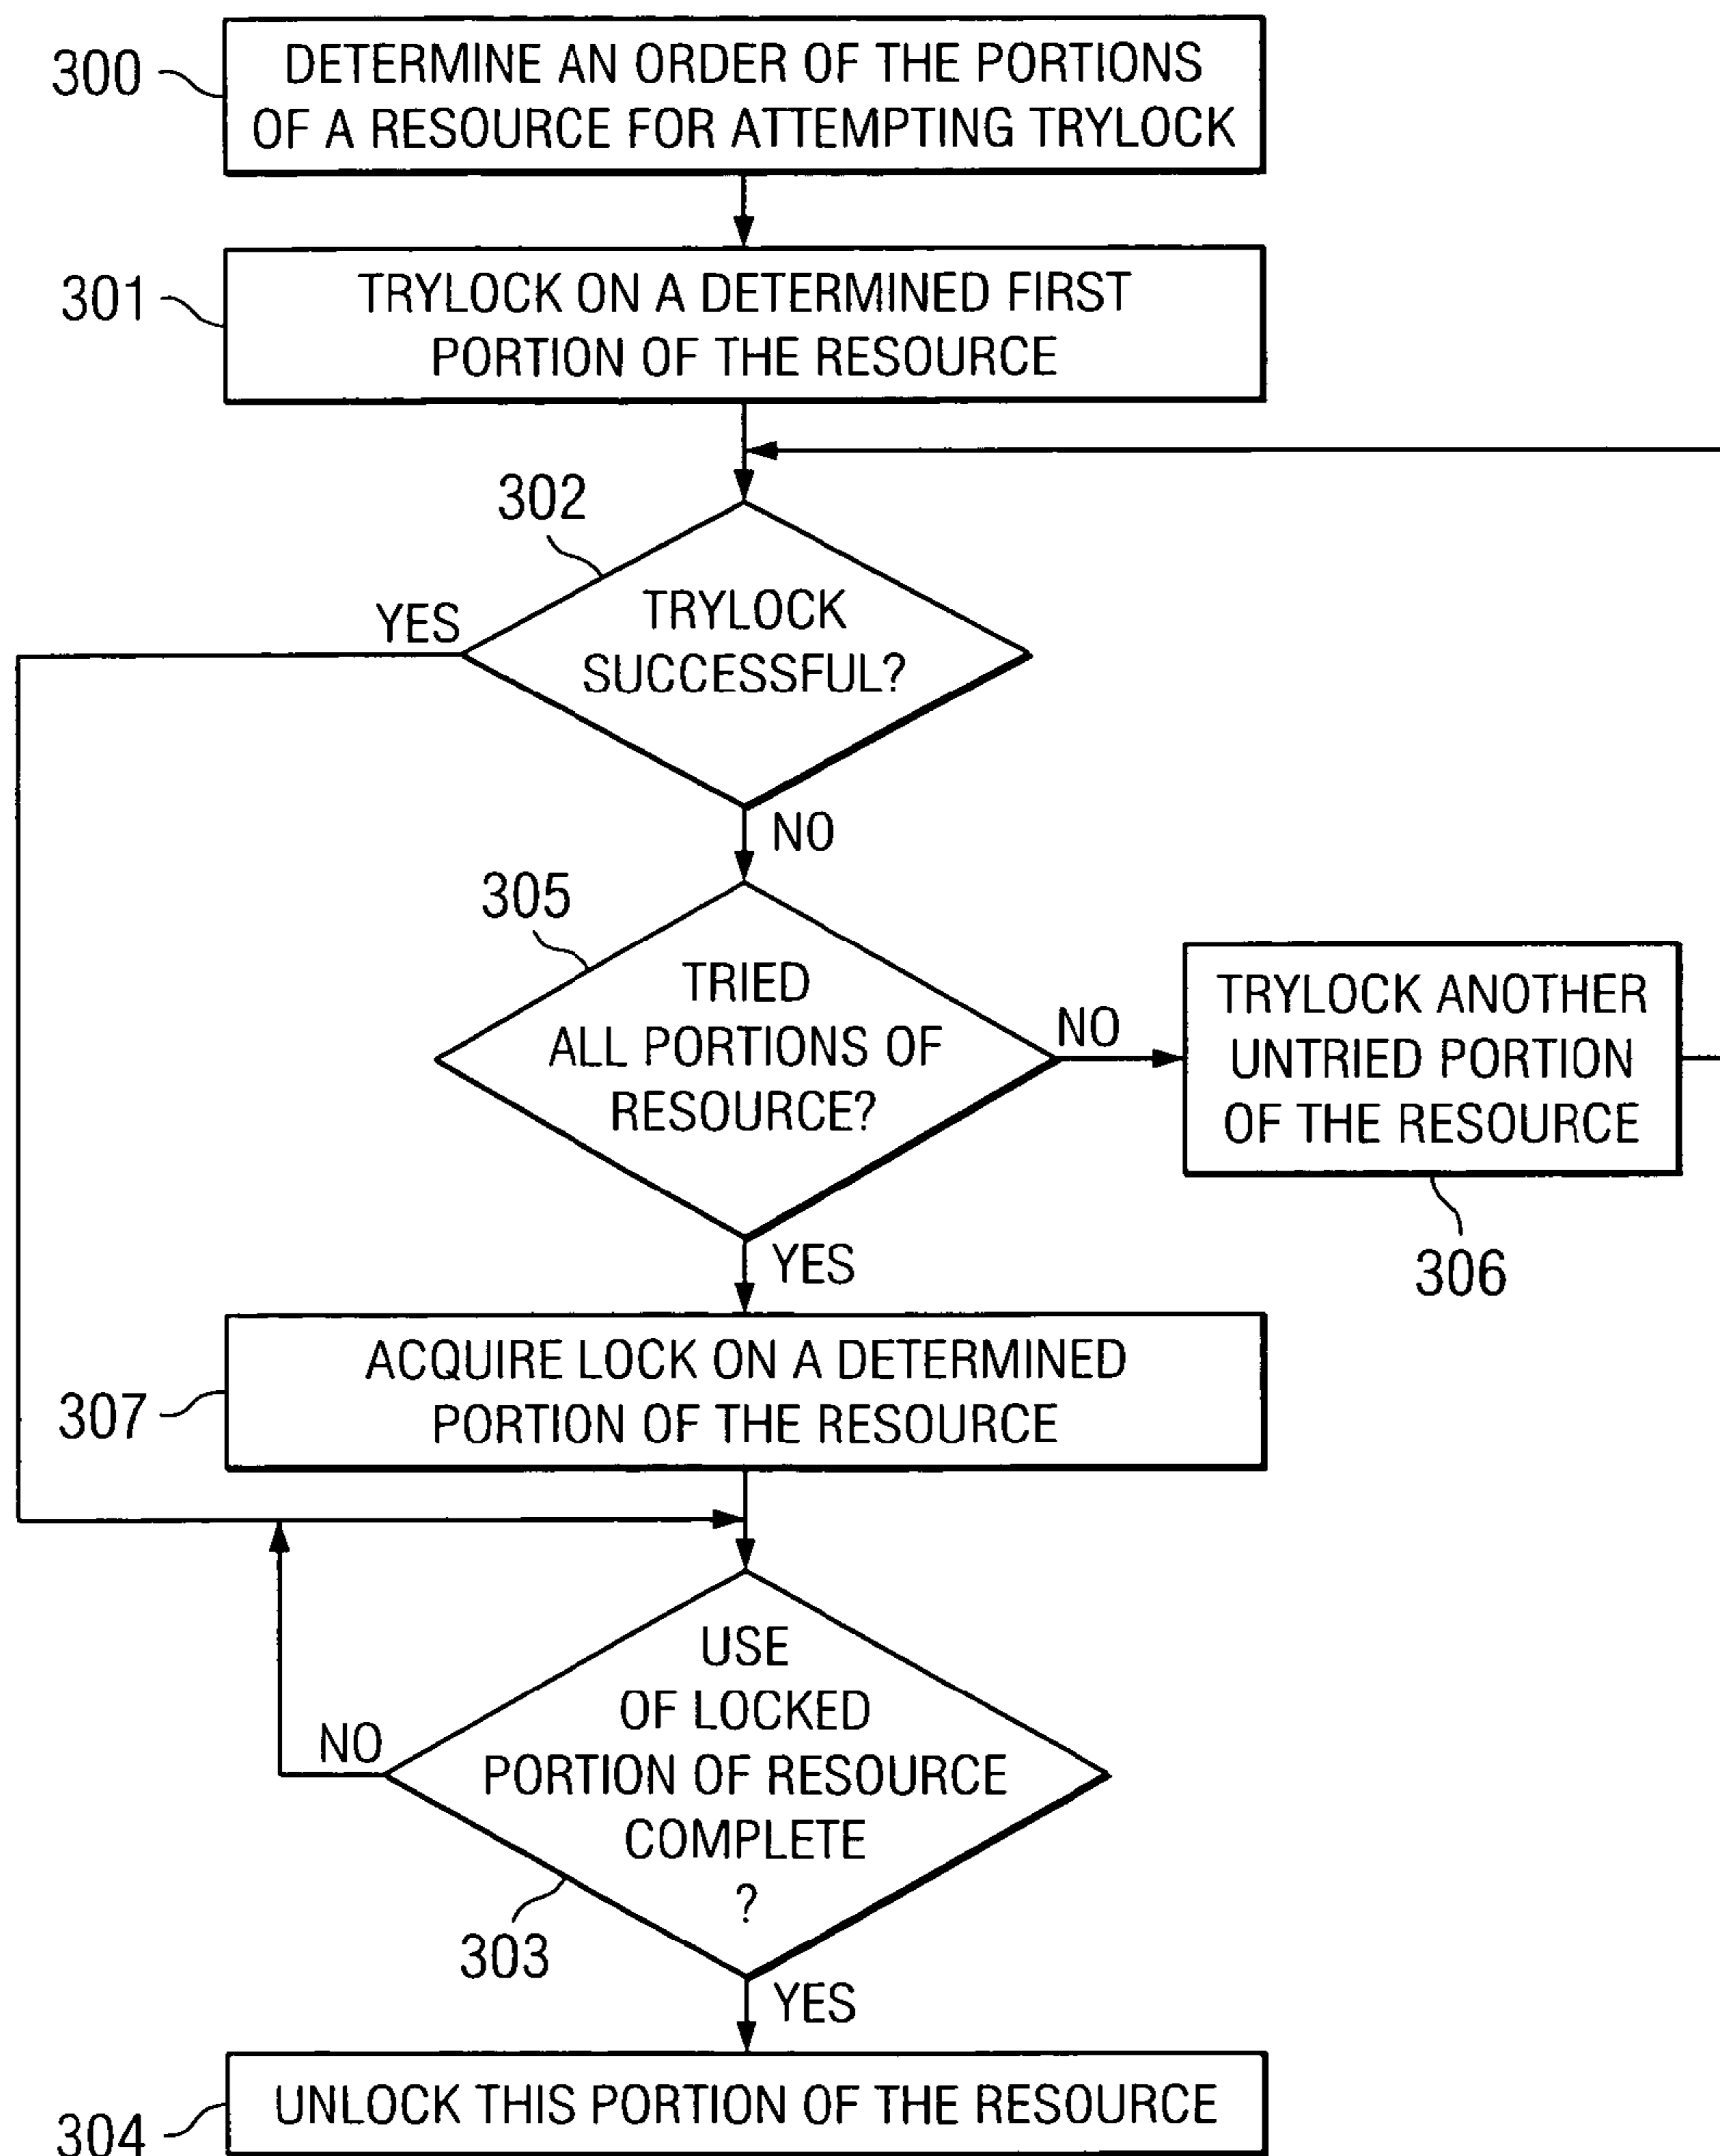 300
DETERMINE AN ORDER OF THE PORTIONS
OF A RESOURCE FOR ATTEMPTING TRYLOCK
301
TRYLOCK ON A DETERMINED FIRST
PORTION OF THE RESOURCE
302
YES
TRYLOCK
SUCCESSFUL?
NO
305
TRIED
ALL PORTIONS OF
RESOURCE?
NO
TRYLOCK ANOTHER
UNTRIED PORTION
OF THE RESOURCE
306
YES
307
ACQUIRE LOCK ON A DETERMINED
PORTION OF THE RESOURCE
NO
USE
OF LOCKED
PORTION OF RESOURCE
COMPLETE
?
303
YES
304
UNLOCK THIS PORTION OF THE RESOURCE